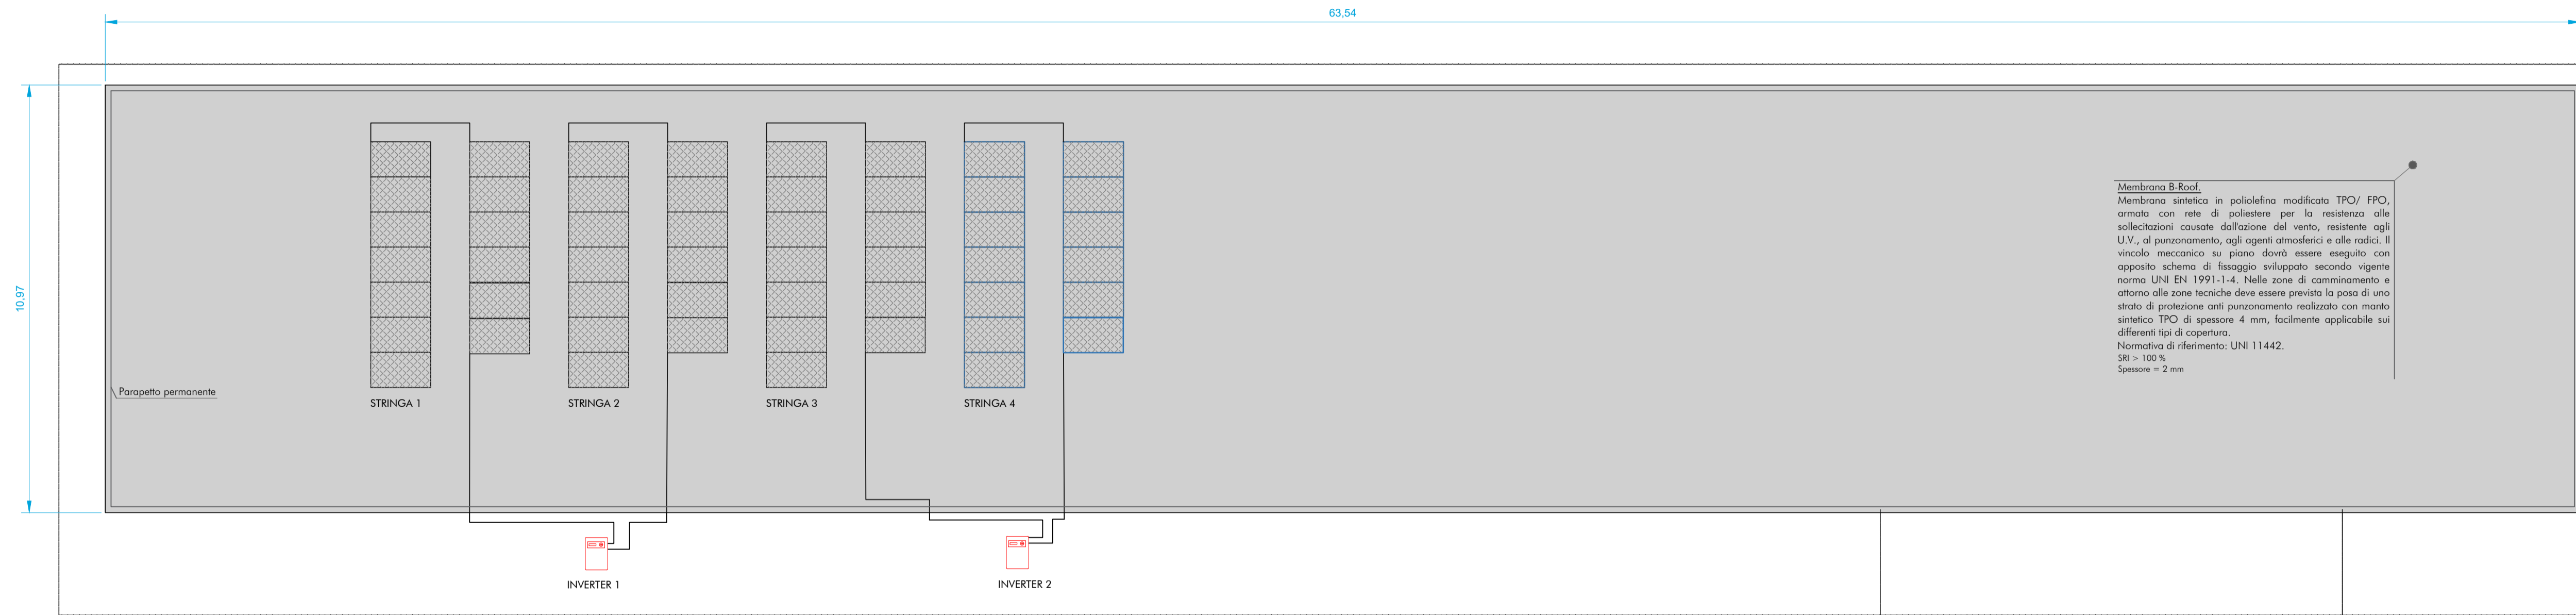 63,54
10,97
Membrana B-Roof.
Membrana sintetica in poliolefina modificata TPO/ FPO,
armata con rete di poliestere per la resistenza alle
sollecitazioni causate dall'azione del vento, resistente agli
U.V., al punzonamento, agli agenti atmosferici e alle radici. Il
vincolo meccanico su piano dovrà essere eseguito con
apposito schema di fissaggio sviluppato secondo vigente
norma UNI EN 1991-1-4. Nelle zone di camminamento e
attorno alle zone tecniche deve essere prevista la posa di uno
strato di protezione anti punzonamento realizzato con manto
sintetico TPO di spessore 4 mm, facilmente applicabile sui
differenti tipi di copertura.
Normativa di riferimento: UNI 11442.
SRI > 100 %
Spessore = 2 mm
Parapetto permanente
STRINGA 1
STRINGA 2
STRINGA 3
STRINGA 4
INVERTER 1
INVERTER 2